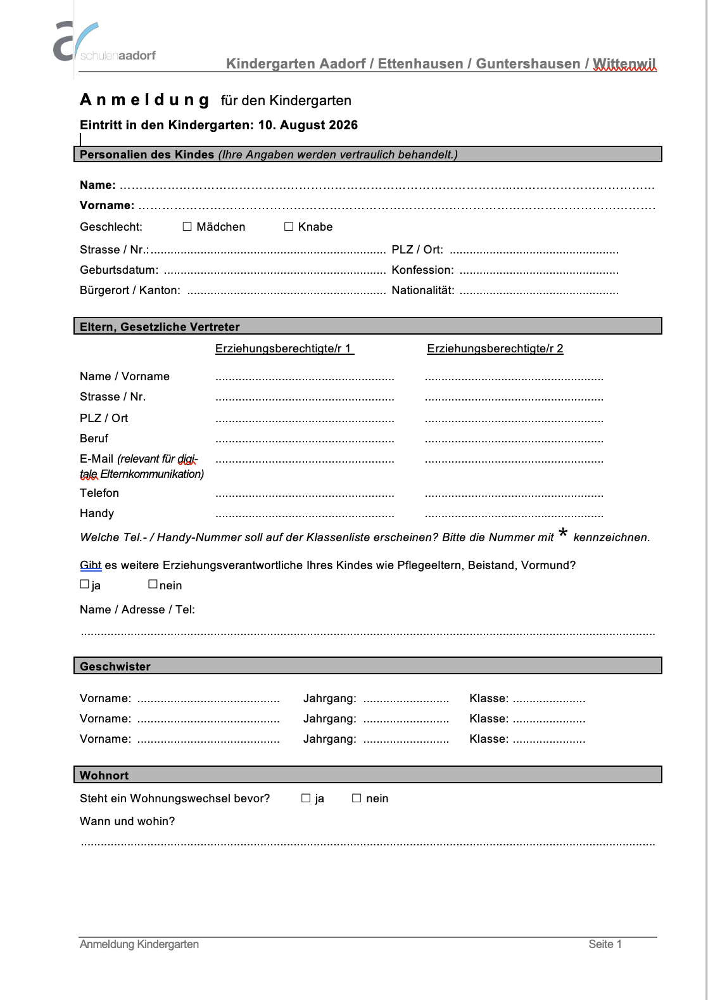 schulenaadorf
Kindergarten Aadorf / Ettenhausen / Guntershausen / Wittenwil
Anmeldung für den Kindergarten
Eintritt in den Kindergarten: 10. August 2026
Personalien des Kindes (Ihre Angaben werden vertraulich behandelt.)
Name: ........................................................................
Vorname: ........................................................................
Geschlecht: ☐ Mädchen ☐ Knabe
Strasse / Nr.: ........................................ PLZ / Ort: ........................................
Geburtsdatum: ........................................ Konfession: ........................................
Bürgerort / Kanton: ........................................ Nationalität: ........................................
Eltern, Gesetzliche Vertreter
Erziehungsberechtigte/r 1 Erziehungsberechtigte/r 2
Name / Vorname ........................................ ........................................
Strasse / Nr. ........................................ ........................................
PLZ / Ort ........................................ ........................................
Beruf ........................................ ........................................
E-Mail (relevant für digi- ........................................ ........................................
tale Elternkommunikation)
Telefon ........................................ ........................................
Handy ........................................ ........................................
Welche Tel.- / Handy-Nummer soll auf der Klassenliste erscheinen? Bitte die Nummer mit * kennzeichnen.
Gibt es weitere Erziehungsverantwortliche Ihres Kindes wie Pflegeeltern, Beistand, Vormund?
☐ ja ☐ nein
Name / Adresse / Tel:
........................................................................
Geschwister
Vorname: ........................................ Jahrgang: .......................... Klasse: ......................
Vorname: ........................................ Jahrgang: .......................... Klasse: ......................
Vorname: ........................................ Jahrgang: .......................... Klasse: ......................
Wohnort
Steht ein Wohnungswechsel bevor? ☐ ja ☐ nein
Wann und wohin?
........................................................................
Anmeldung Kindergarten Seite 1